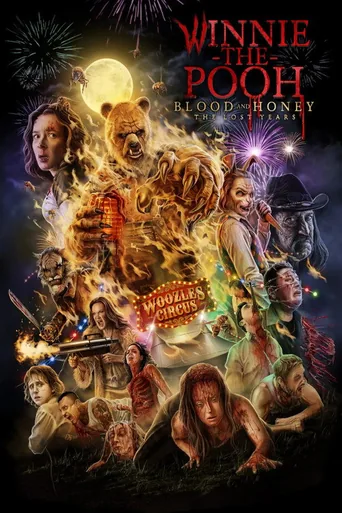 WINNIE
-THE-
POOH
BLOOD AND HONEY
THE LOST YEARS
WOOZLES
CIRCUS